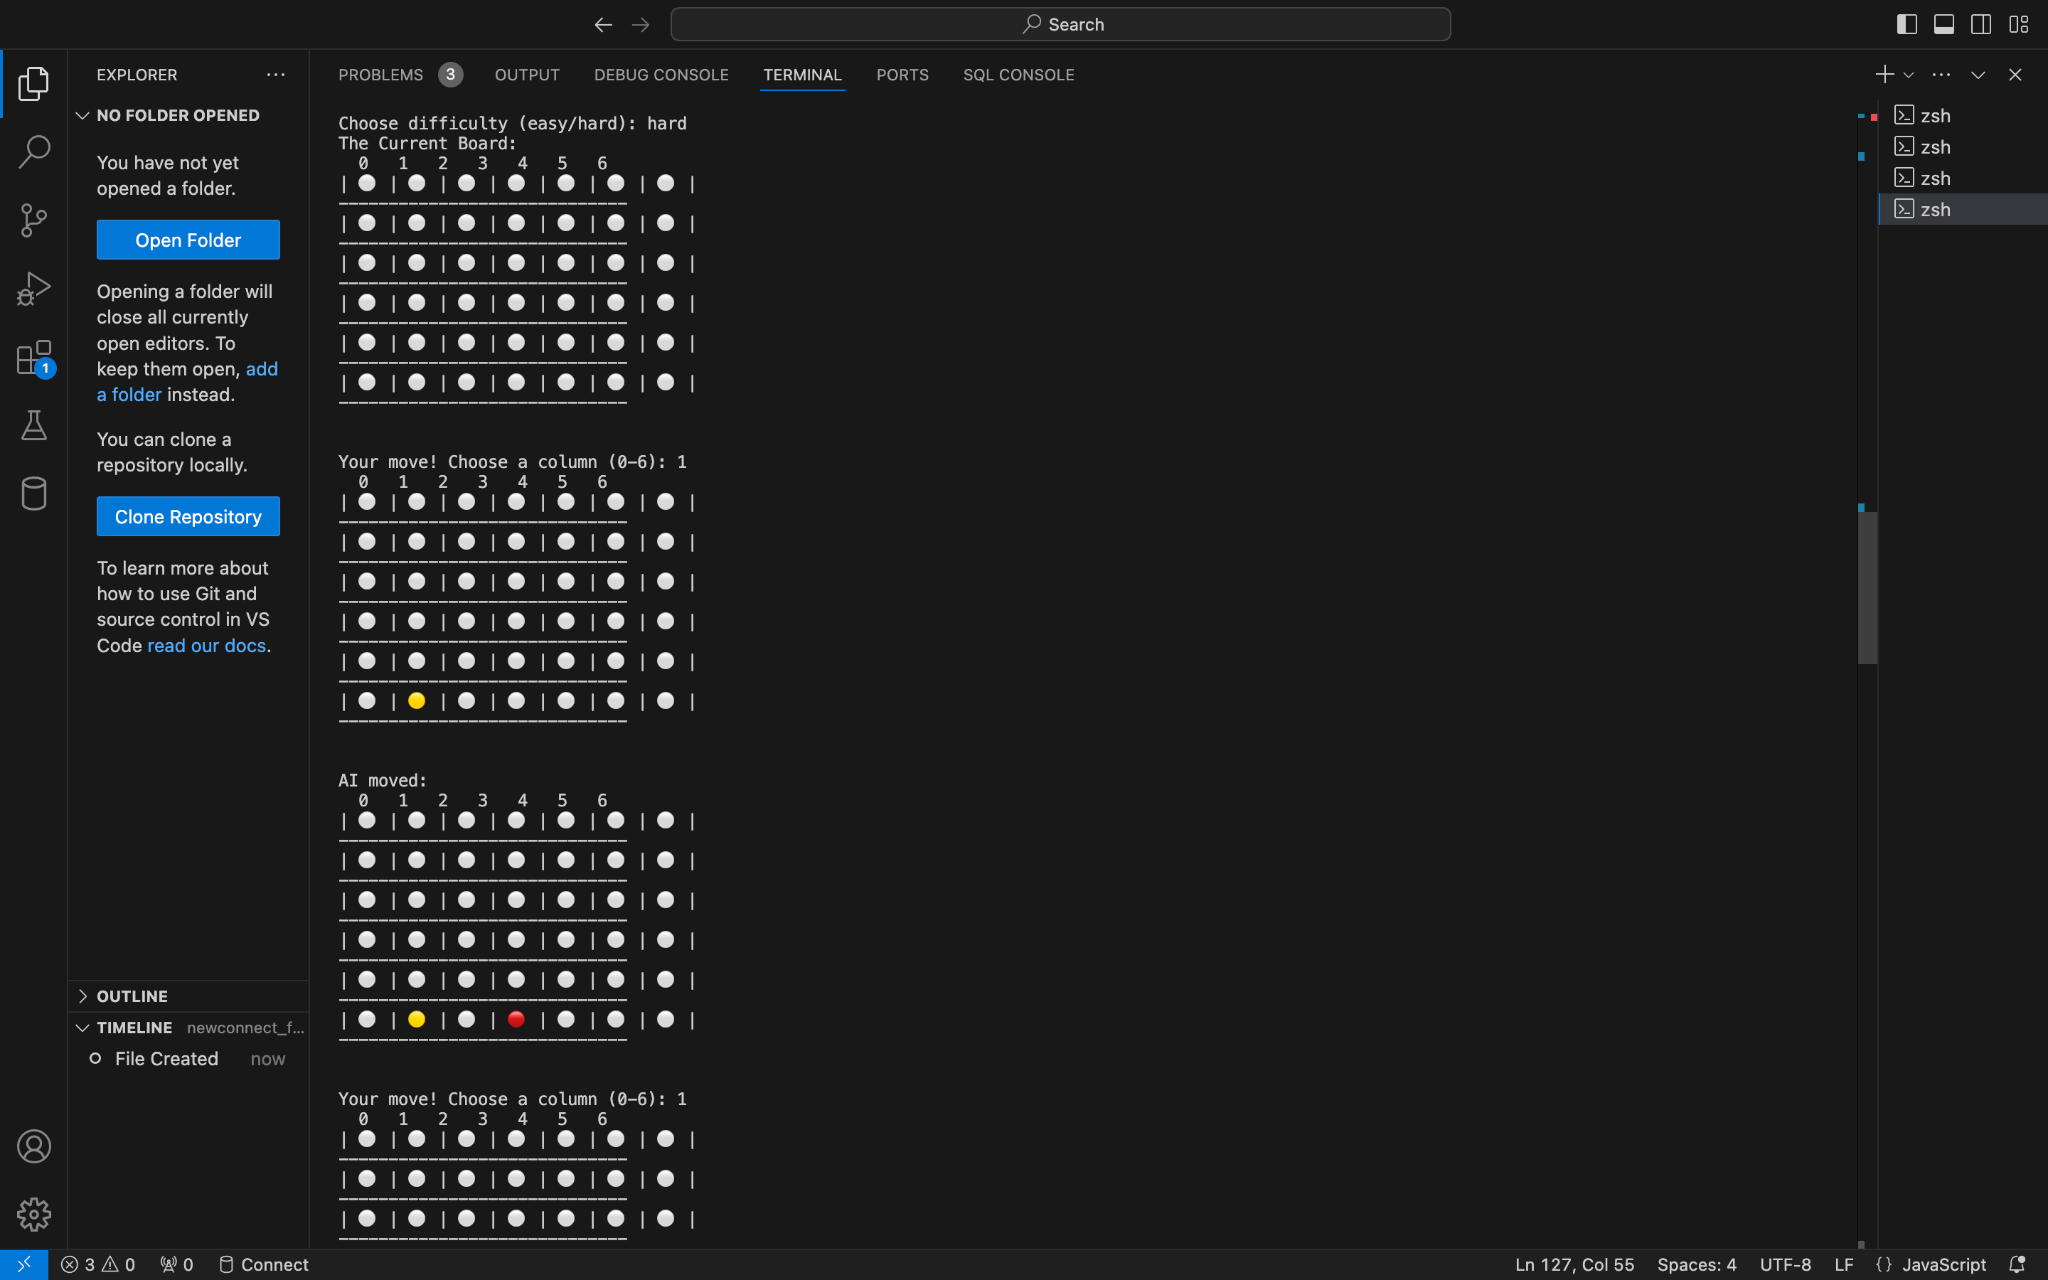 Search
EXPLORER
NO FOLDER OPENED
You have not yet
opened a folder.
Open Folder
Opening a folder will
close all currently
open editors. To
keep them open, add
a folder instead.
You can clone a
repository locally.
Clone Repository
To learn more about
how to use Git and
source control in VS
Code read our docs.
OUTLINE
TIMELINE newconnect_f...
File Created now
1
PROBLEMS 3 OUTPUT DEBUG CONSOLE TERMINAL PORTS SQL CONSOLE
Choose difficulty (easy/hard): hard
The Current Board:
0 1 2 3 4 5 6
Your move! Choose a column (0-6): 1
0 1 2 3 4 5 6
AI moved:
0 1 2 3 4 5 6
Your move! Choose a column (0-6): 1
0 1 2 3 4 5 6
zsh
zsh
zsh
zsh
3 0 0 Connect Ln 127, Col 55 Spaces: 4 UTF-8 LF {} JavaScript